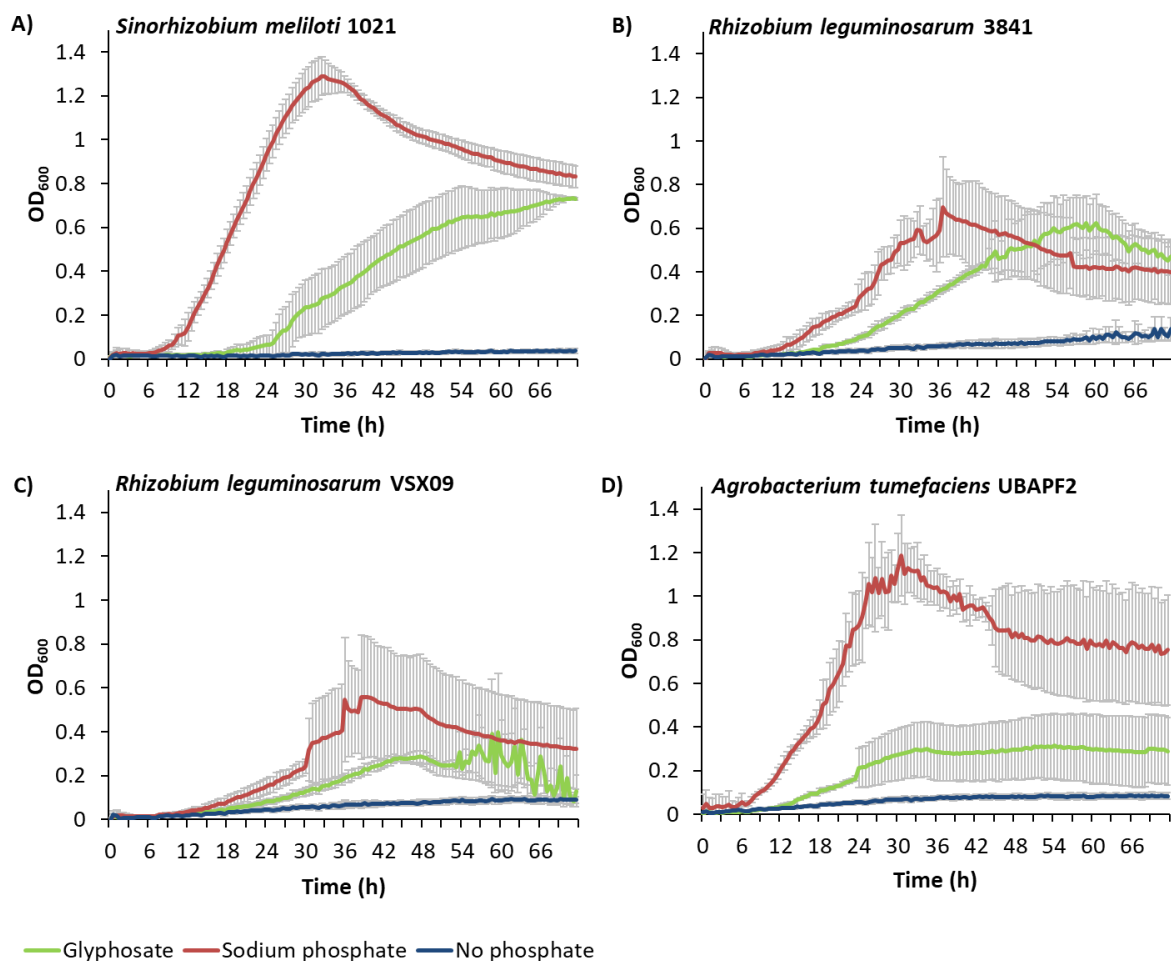 A) Sinorhizobium meliloti 1021
OD600
1.4
1.2
1
0.8
0.6
0.4
0.2
0
0 6 12 18 24 30 36 42 48 54 60 66
Time (h)
B) Rhizobium leguminosarum 3841
OD600
1.4
1.2
1
0.8
0.6
0.4
0.2
0
0 6 12 18 24 30 36 42 48 54 60 66
Time (h)
C) Rhizobium leguminosarum VSX09
OD600
1.4
1.2
1
0.8
0.6
0.4
0.2
0
0 6 12 18 24 30 36 42 48 54 60 66
Time (h)
D) Agrobacterium tumefaciens UBAPF2
OD600
1.4
1.2
1
0.8
0.6
0.4
0.2
0
0 6 12 18 24 30 36 42 48 54 60 66
Time (h)
Glyphosate Sodium phosphate No phosphate